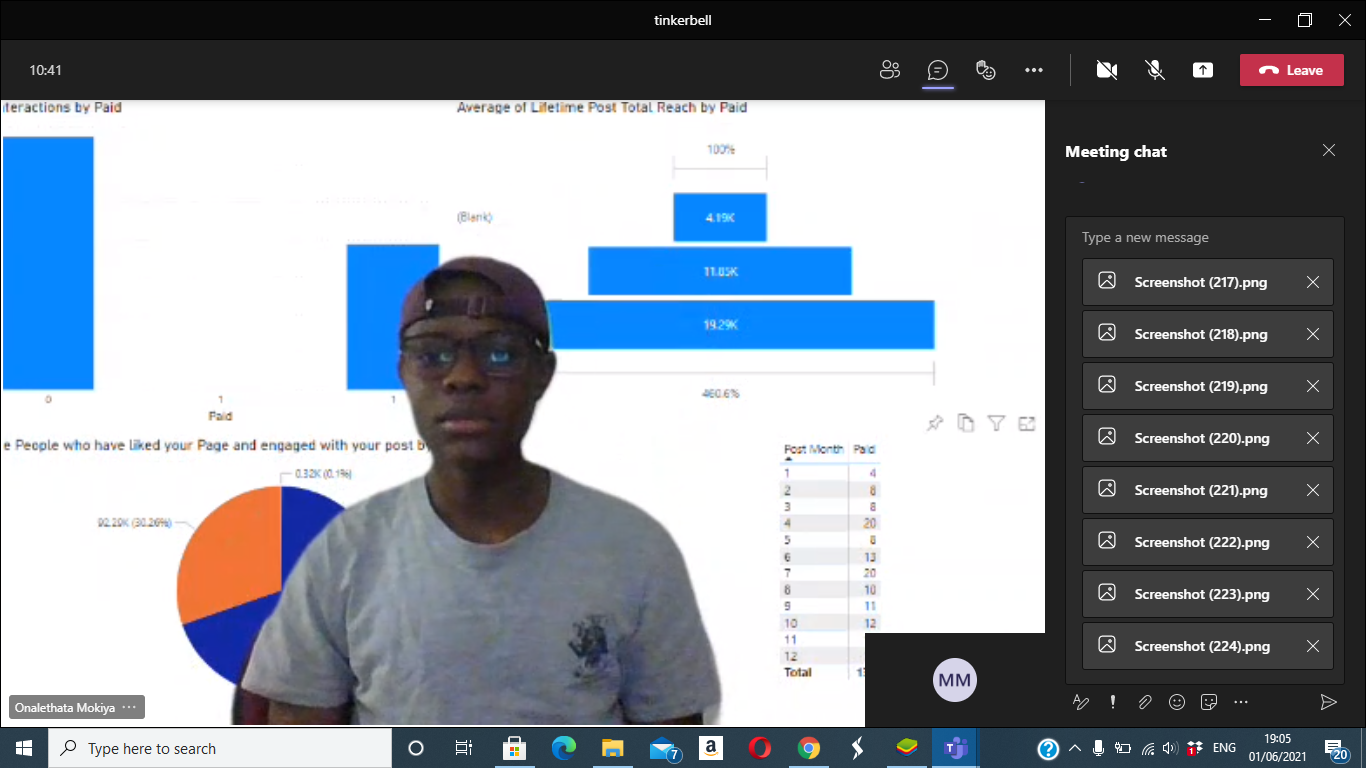 tinkerbell
10:41
Leave
nteractions by Paid
Average of Lifetime Post Total Reach by Paid
100%
(Blank)
4.19K
11.85K
19.29K
460.6%
0
1
1
Paid
e People who have liked your Page and engaged with your post b
0.32K (0.1%)
92.29K (30.26%)
Post Month Paid
1 4
2 8
3 8
4 20
5 8
6 13
7 20
8 10
9 11
10 12
11
12
Total
Onalethata Mokiya ...
MM
Meeting chat
Type a new message
Screenshot (217).png
Screenshot (218).png
Screenshot (219).png
Screenshot (220).png
Screenshot (221).png
Screenshot (222).png
Screenshot (223).png
Screenshot (224).png
Type here to search
7
a
ENG
19:05
01/06/2021
20